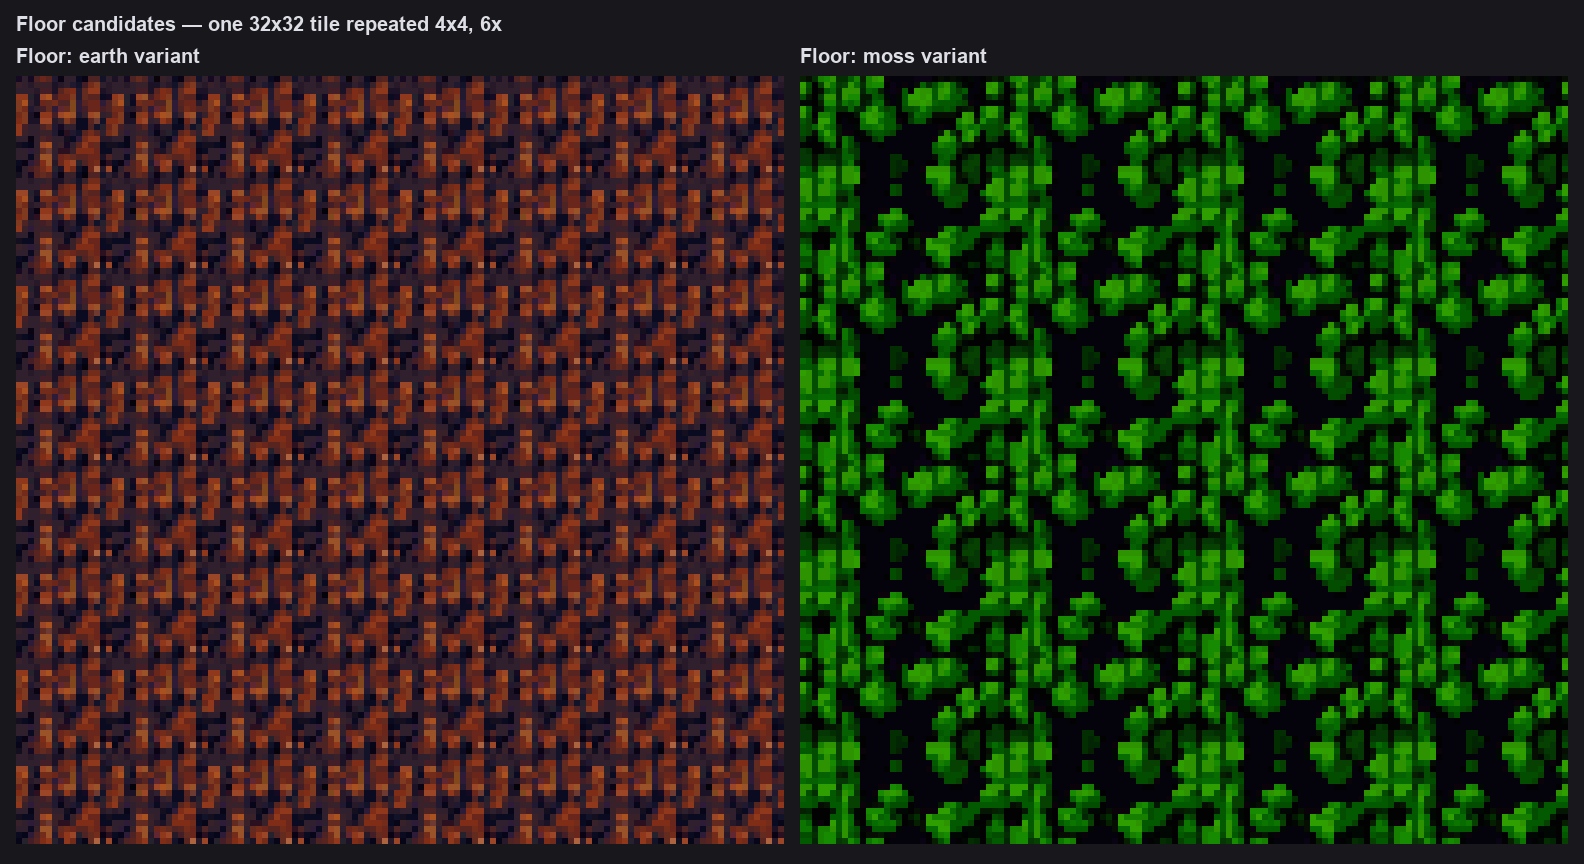 Floor candidates — one 32x32 tile repeated 4x4, 6x
Floor: earth variant
Floor: moss variant